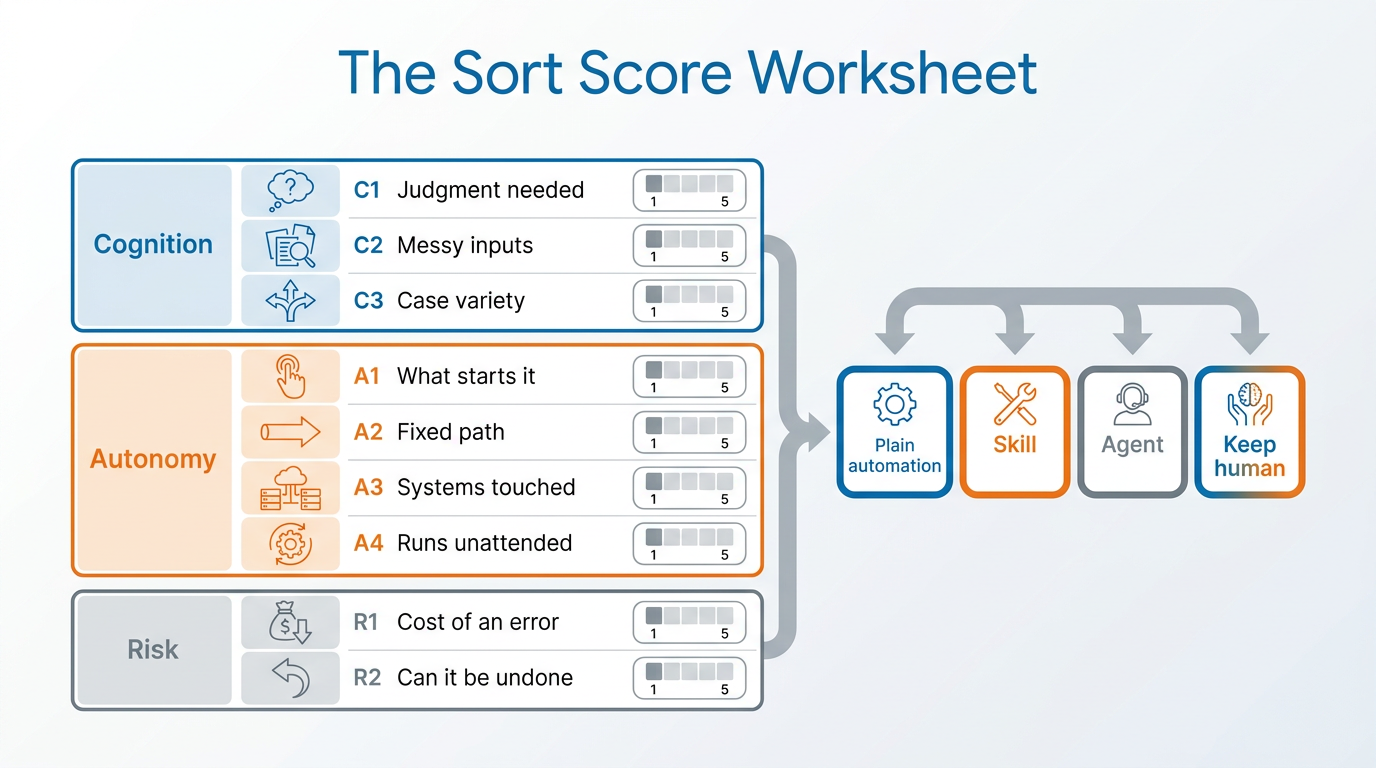 The Sort Score Worksheet
Cognition
?
C1 Judgment needed
1 5
C2 Messy inputs
1 5
C3 Case variety
1 5
Autonomy
A1 What starts it
1 5
A2 Fixed path
1 5
A3 Systems touched
1 5
A4 Runs unattended
1 5
Risk
$
R1 Cost of an error
1 5
R2 Can it be undone
1 5
Plain
automation
Skill
Agent
Keep
human